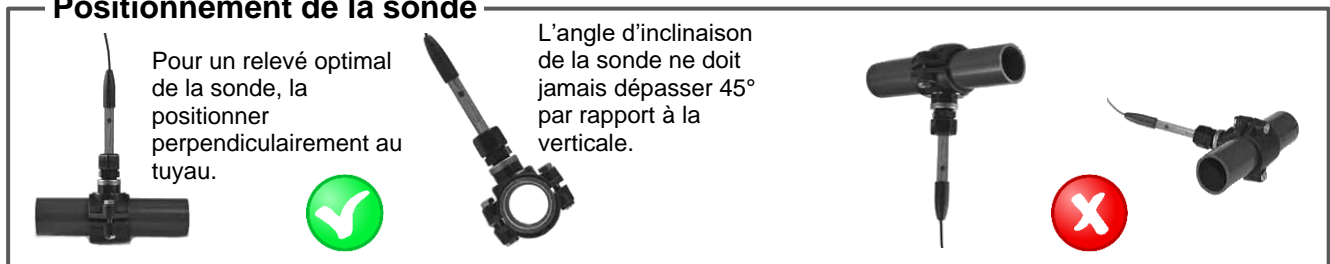 Positionnement de la sonde
Pour un relevé optimal
de la sonde, la
positionner
perpendiculairement au
tuyau.
L'angle d'inclinaison
de la sonde ne doit
jamais dépasser 45°
par rapport à la
verticale.